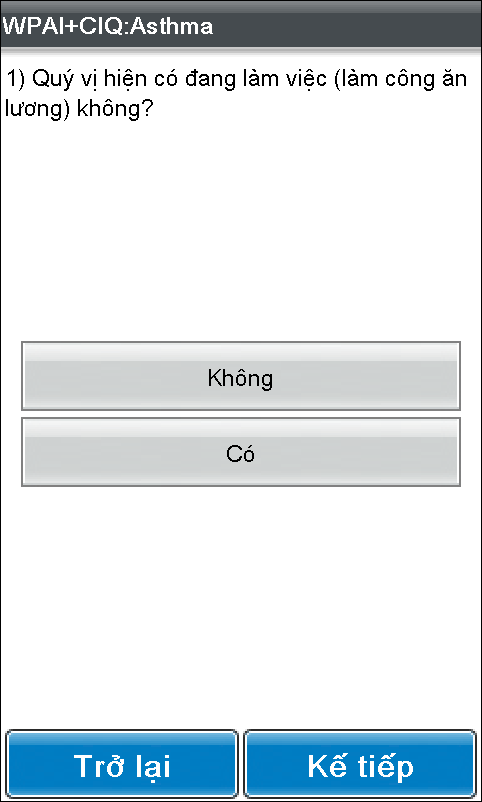 WPAI+CIQ:Asthma
1) Quý vị hiện có đang làm việc (làm công ăn
lương) không?
Không
Có
Trở lại
Kế tiếp